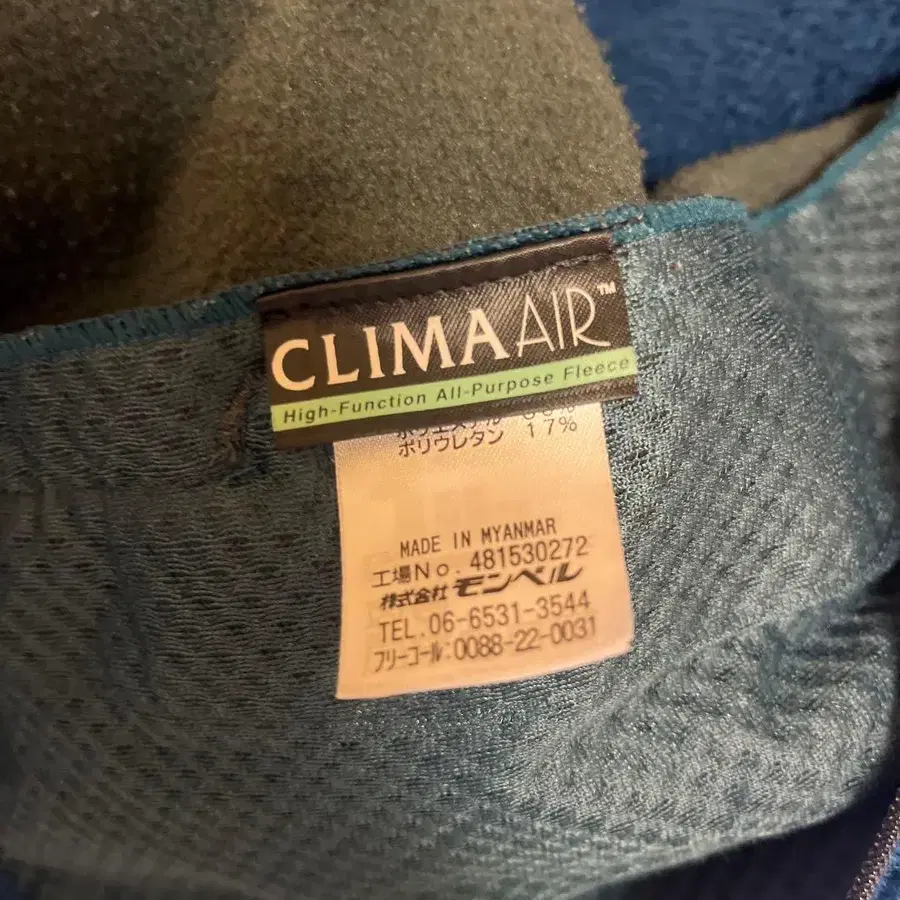 CLIMAAIR™
High-Function All-Purpose Fleece
ポリウレタン 17%
MADE IN MYANMAR
工場No. 481530272
株式会社 モンベル
TEL.06-6531-3544
フリーコール:0088-22-0031